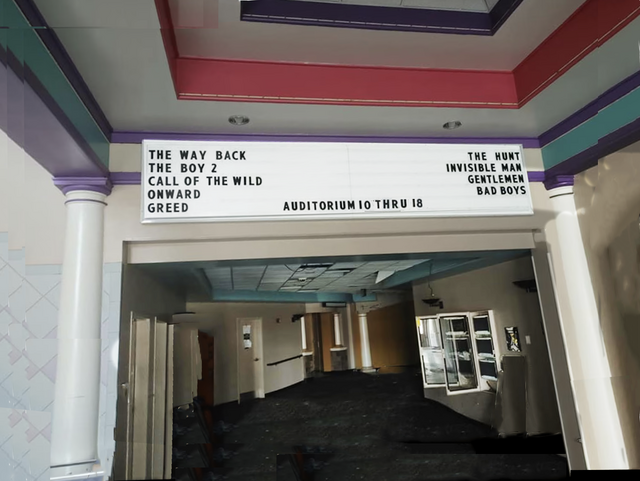 THE WAY BACK
THE BOY 2
CALL OF THE WILD
ONWARD
GREED
AUDITORIUM 10 THRU 18
THE HUNT
INVISIBLE MAN
GENTLEMEN
BAD BOYS